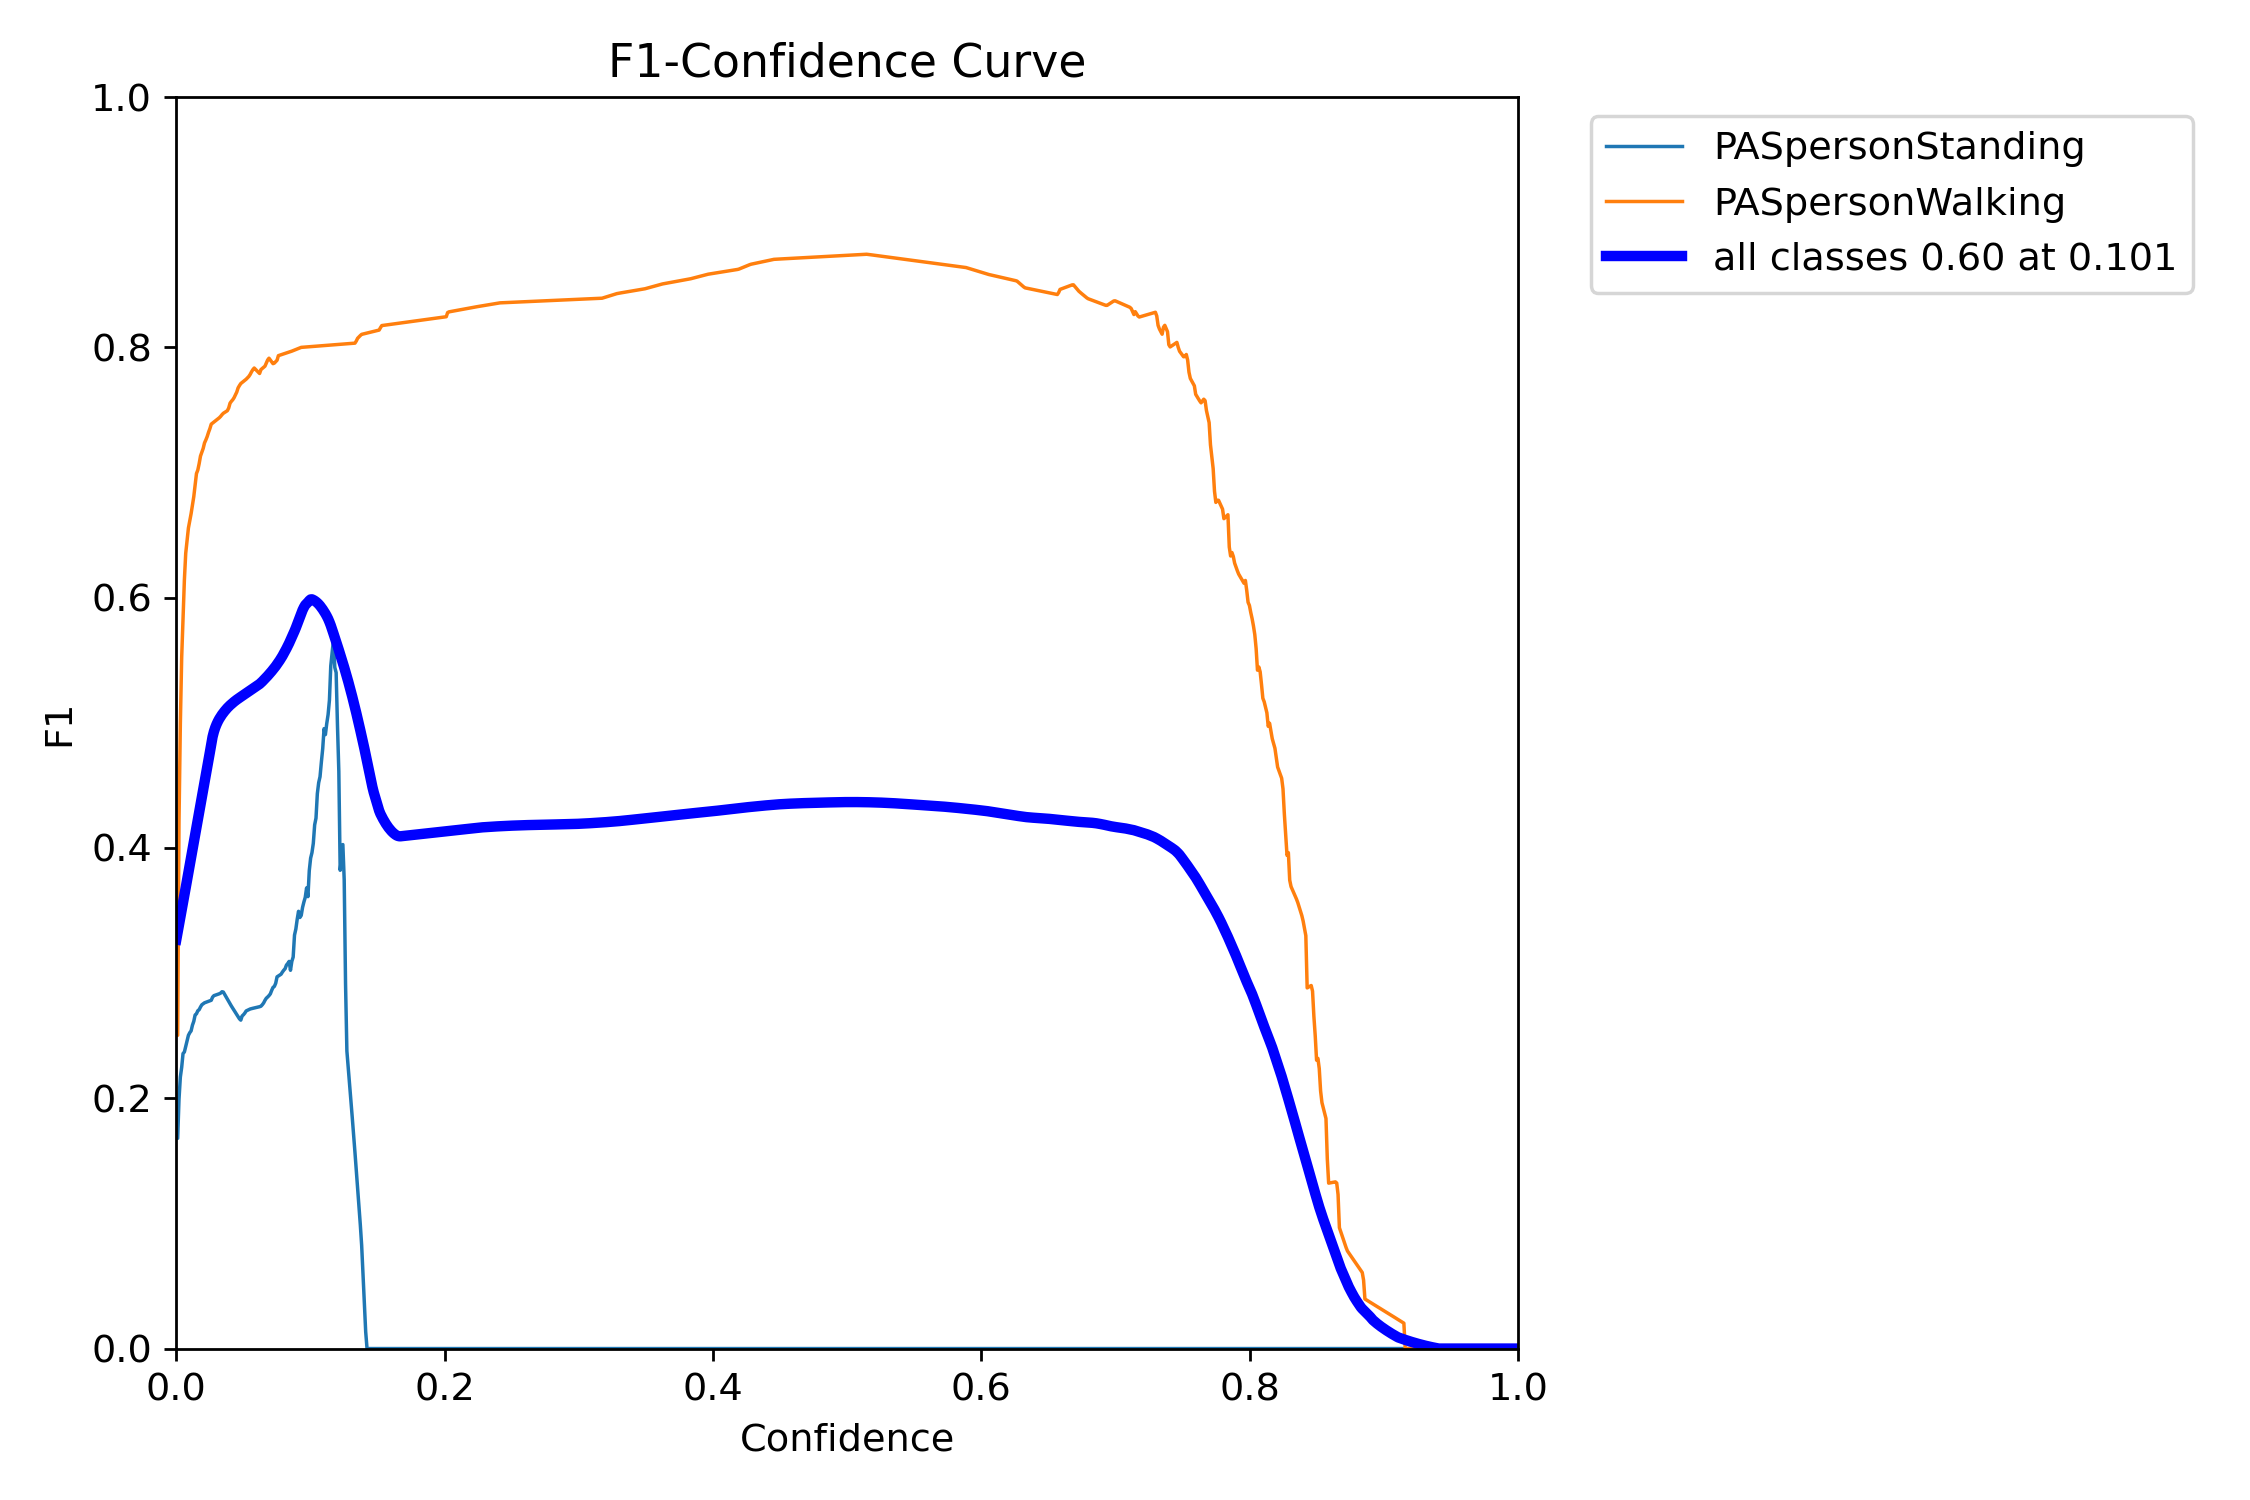 F1-Confidence Curve
1.0
0.8
0.6
0.4
0.2
0.0
F1
0.0 0.2 0.4 0.6 0.8 1.0
Confidence
PASpersonStanding
PASpersonWalking
all classes 0.60 at 0.101